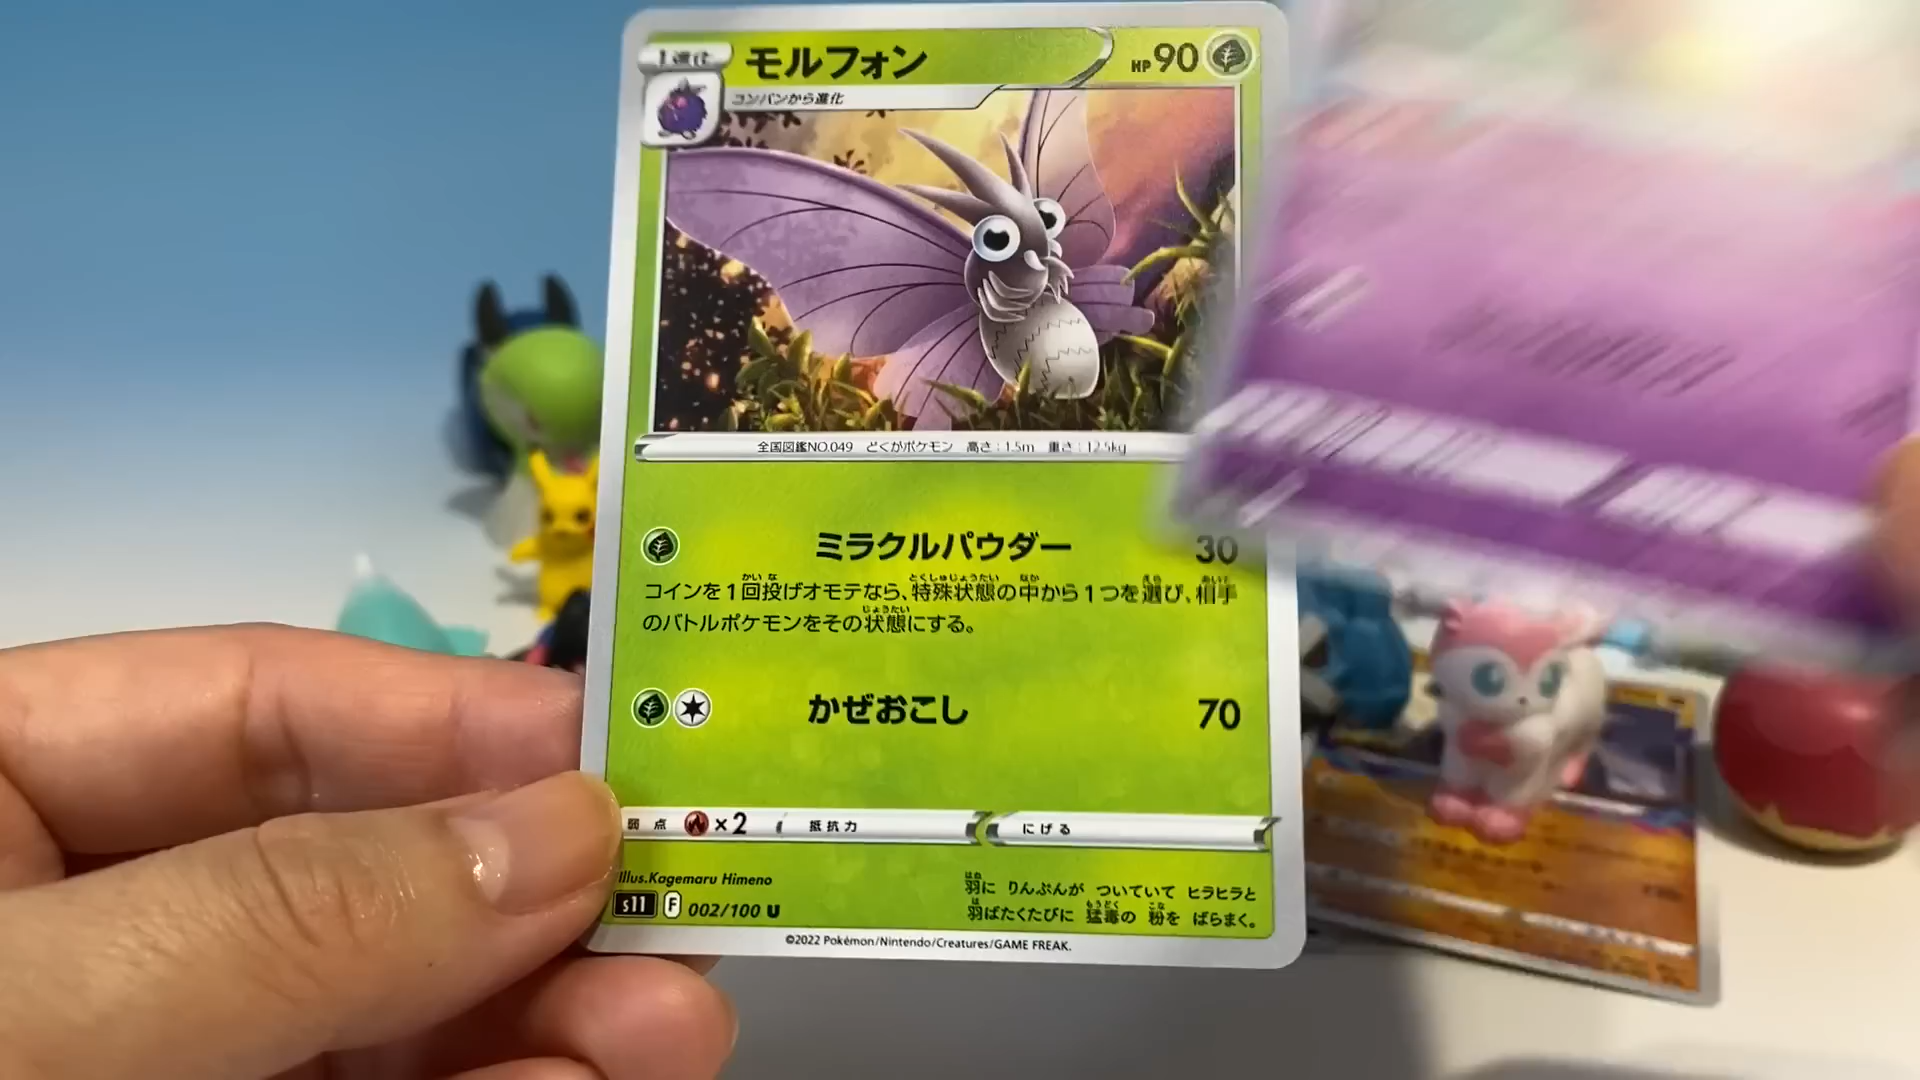 1進化
モルフォン
HP 90
コンパンから進化
全国図鑑NO.049 どくがポケモン 高さ:1.5m 重さ:12.5kg
ミラクルパウダー 30
コインを1回投げオモテなら、特殊状態の中から1つを選び、相手
のバトルポケモンをその状態にする。
かぜおこし 70
弱点 ×2 抵抗力 にげる
Illus.Kagemaru Himeno
s11 F 002/100 U
羽に りんぷんが ついていて ヒラヒラと
羽ばたくたびに 猛毒の 粉を ばらまく。
©2022 Pokémon/Nintendo/Creatures/GAME FREAK.